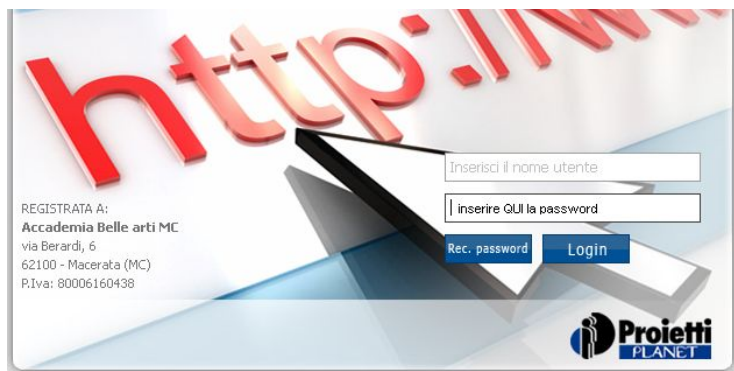 http://w
Inserisci il nome utente
inserire QUI la password
REGISTRATA A:
Accademia Belle arti MC
via Berardi, 6
62100 - Macerata (MC)
P.Iva: 80006160438
Rec. password
Login
Proietti
PLANET